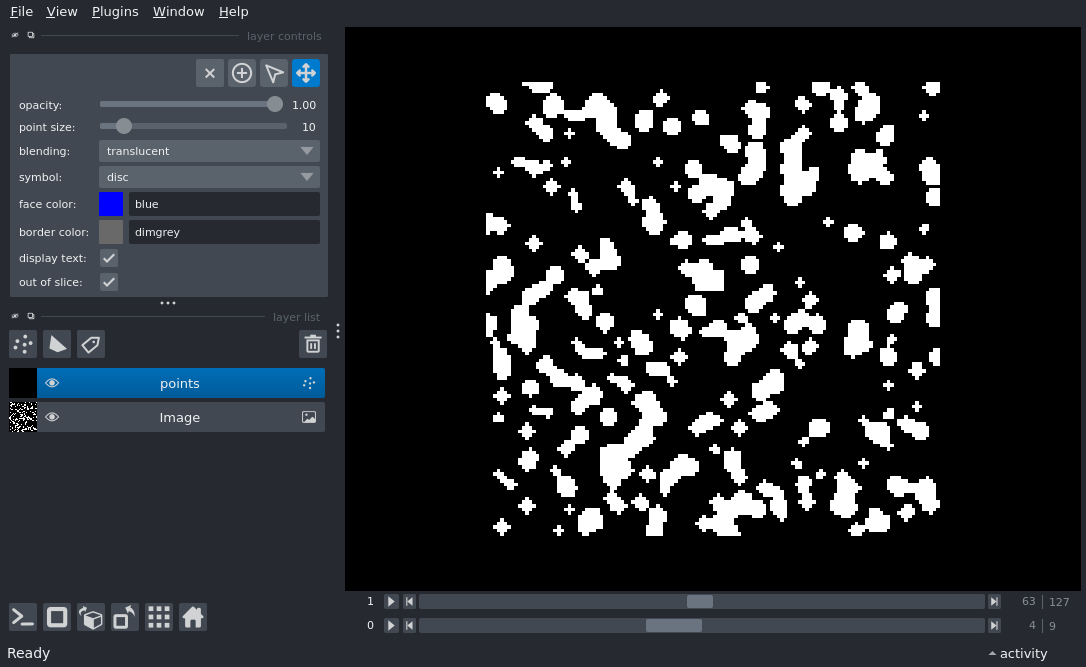 File View Plugins Window Help
layer controls
opacity: 1.00
point size: 10
blending: translucent
symbol: disc
face color: blue
border color: dimgrey
display text:
out of slice:
layer list
points
Image
1 63 127
0 4 9
Ready activity